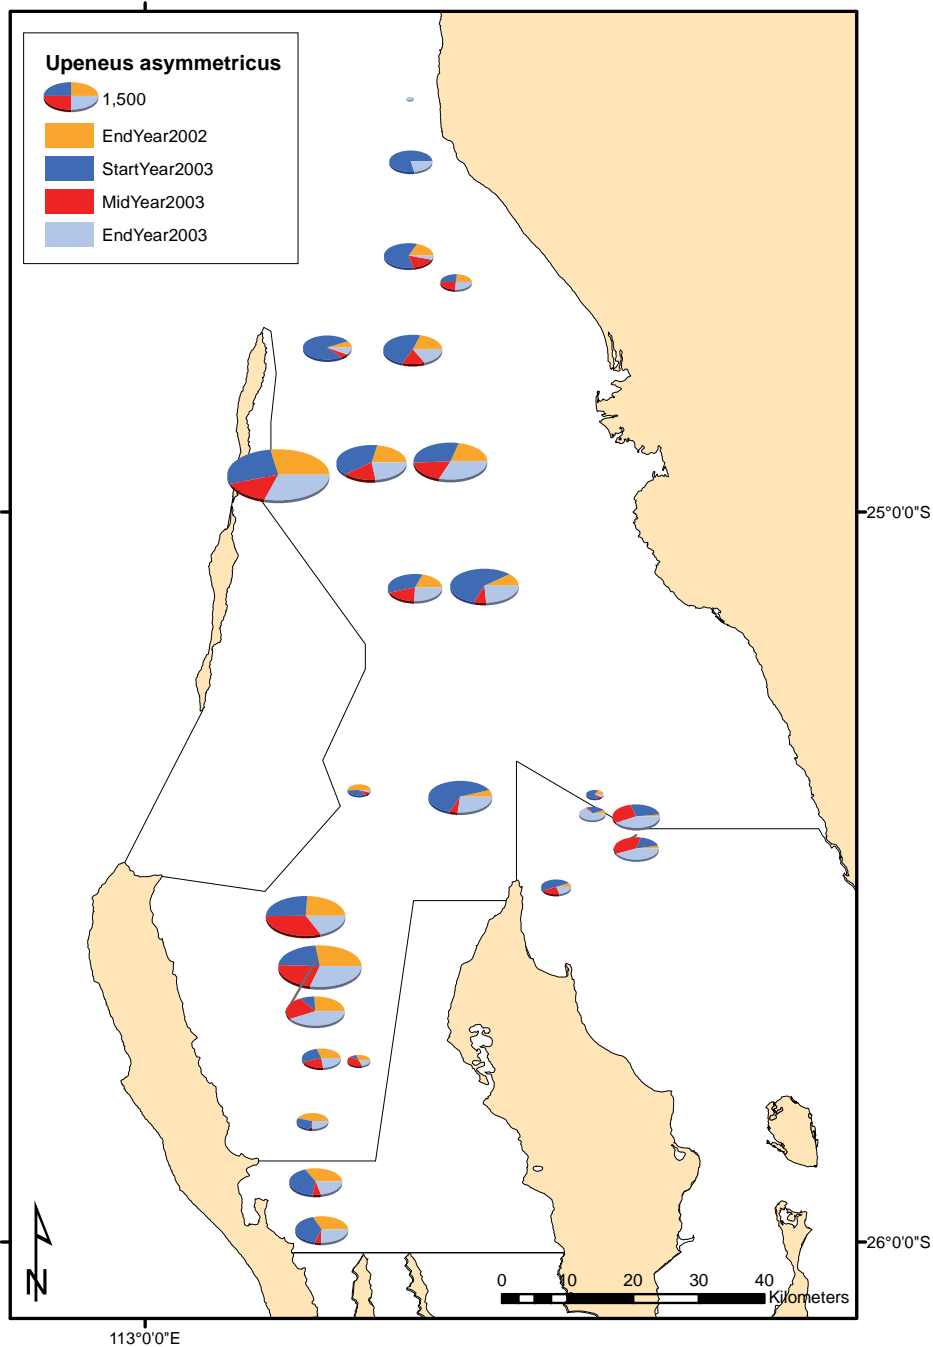 Upeneus asymmetricus
1,500
EndYear2002
StartYear2003
MidYear2003
EndYear2003
25°0'0"S
26°0'0"S
N
0 10 20 30 40
Kilometers
113°0'0"E